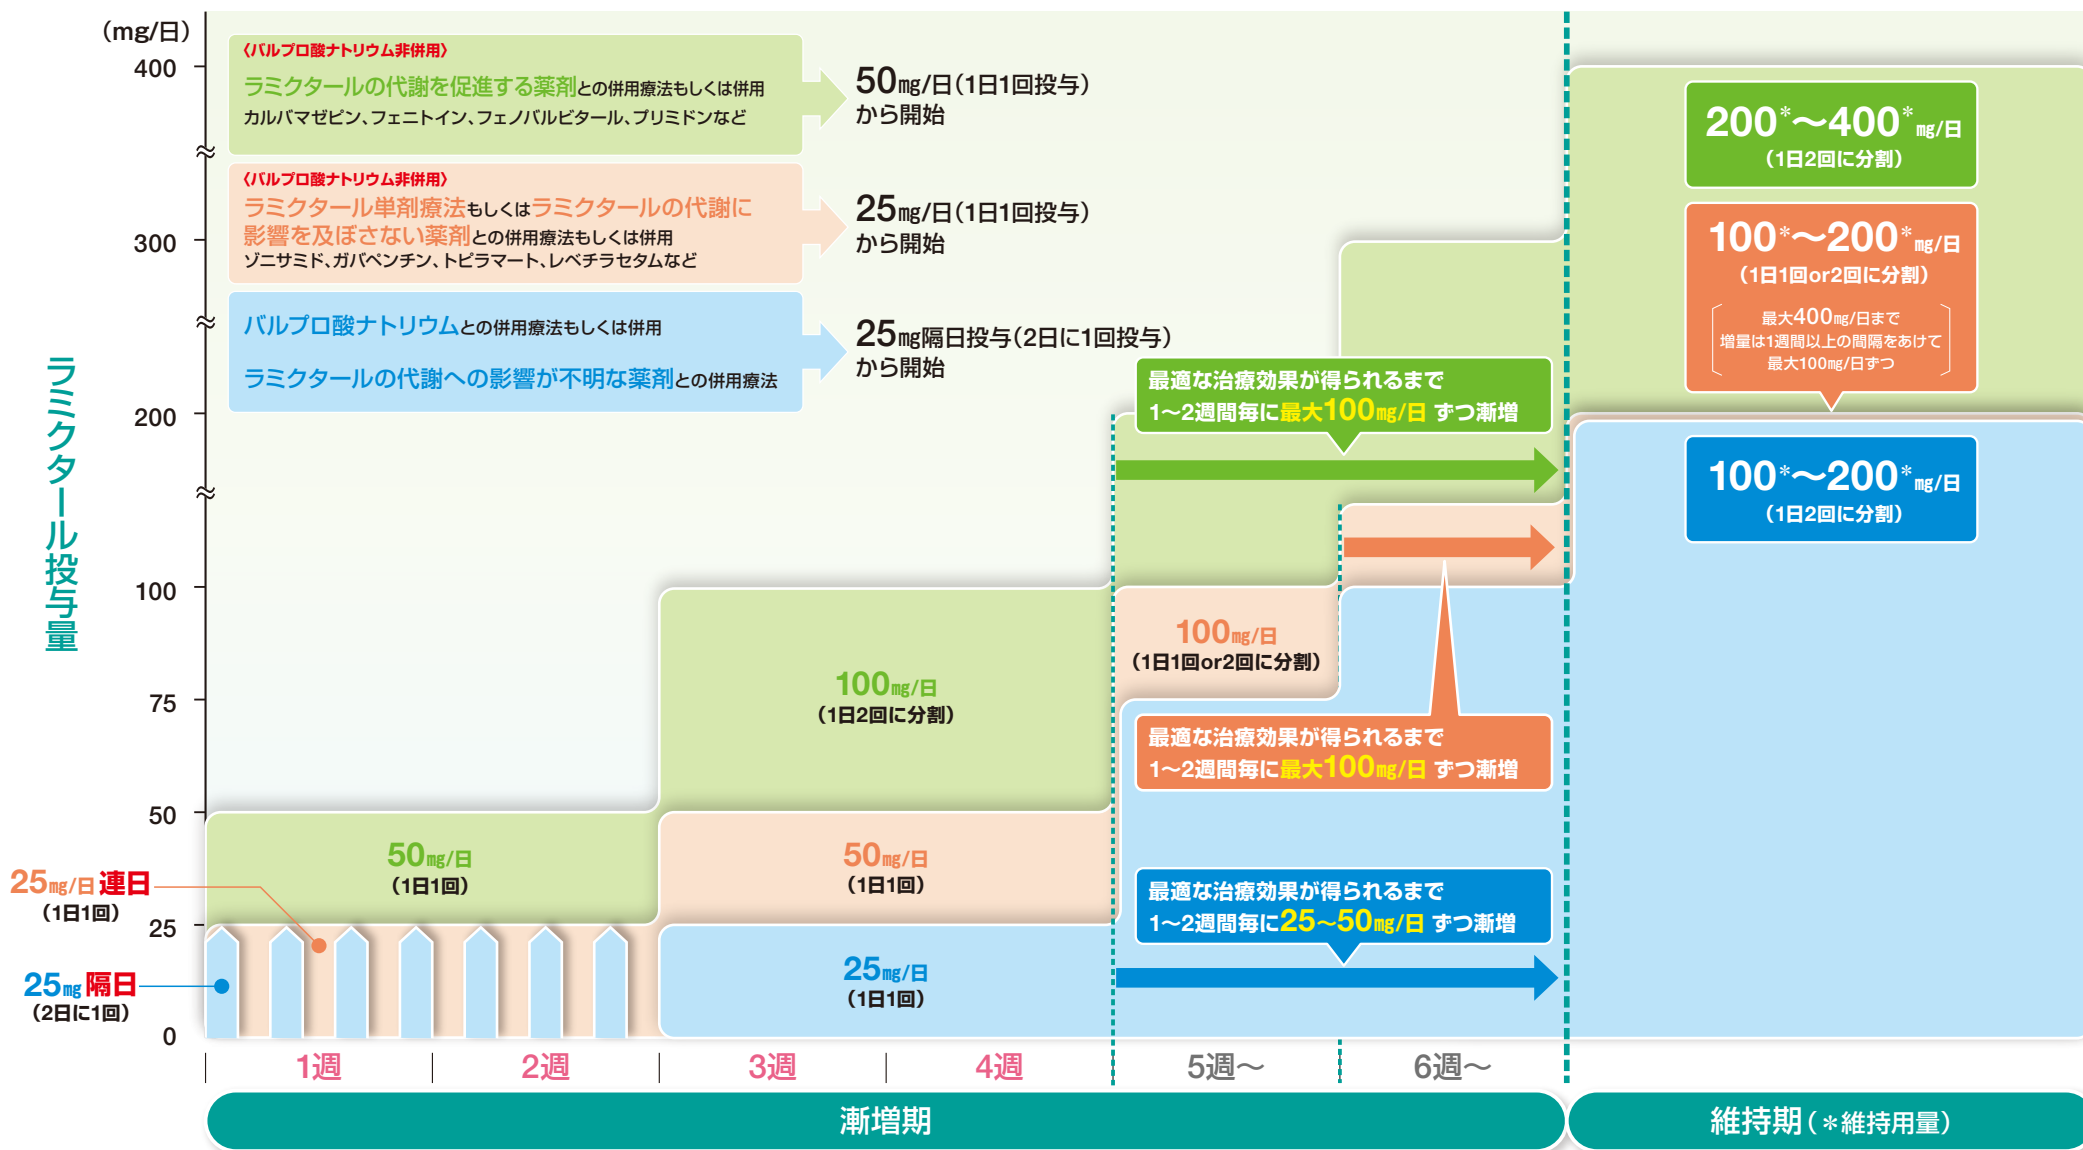 (mg/日)
400
300
200
100
75
50
25
0
ラミクタール投与量
〈バルプロ酸ナトリウム非併用〉
ラミクタールの代謝を促進する薬剤との併用療法もしくは併用
カルバマゼピン、フェニトイン、フェノバルビタール、プリミドンなど
50mg/日(1日1回投与)
から開始
〈バルプロ酸ナトリウム非併用〉
ラミクタール単剤療法もしくはラミクタールの代謝に
影響を及ぼさない薬剤との併用療法もしくは併用
ゾニサミド、ガバペンチン、トピラマート、レベチラセタムなど
25mg/日(1日1回投与)
から開始
バルプロ酸ナトリウムとの併用療法もしくは併用
ラミクタールの代謝への影響が不明な薬剤との併用療法
25mg隔日投与(2日に1回投与)
から開始
200*〜400*mg/日
(1日2回に分割)
100*〜200*mg/日
(1日1回or2回に分割)
最大400mg/日まで
増量は1週間以上の間隔をあけて
最大100mg/日ずつ
100*〜200*mg/日
(1日2回に分割)
最適な治療効果が得られるまで
1〜2週間毎に最大100mg/日 ずつ漸増
100mg/日
(1日1回or2回に分割)
100mg/日
(1日2回に分割)
最適な治療効果が得られるまで
1〜2週間毎に最大100mg/日 ずつ漸増
50mg/日
(1日1回)
50mg/日
(1日1回)
最適な治療効果が得られるまで
1〜2週間毎に25〜50mg/日 ずつ漸増
25mg/日 連日
(1日1回)
25mg 隔日
(2日に1回)
25mg/日
(1日1回)
1週
2週
3週
4週
5週〜
6週〜
漸増期
維持期(*維持用量)